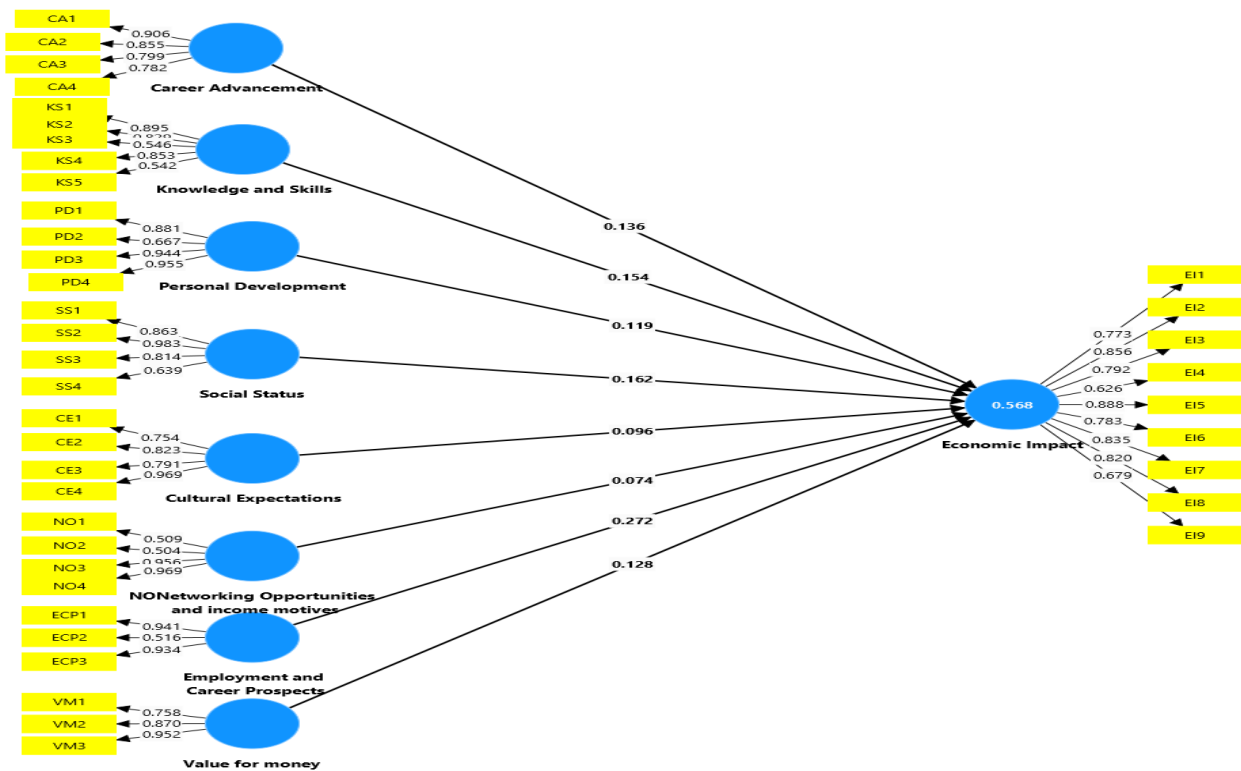 CA1
0.906
CA2
0.855
CA3
0.799
CA4
0.782
Career Advancement
KS1
0.895
KS2
KS3
0.546
KS4
0.853
KS5
0.542
Knowledge and Skills
PD1
0.881
PD2
0.667
PD3
0.944
PD4
0.955
Personal Development
SS1
0.863
SS2
0.983
SS3
0.814
SS4
0.639
Social Status
CE1
0.754
CE2
0.823
CE3
0.791
CE4
0.969
Cultural Expectations
NO1
0.509
NO2
0.504
NO3
0.956
NO4
0.969
NONetworking Opportunities
and income motives
ECP1
0.941
ECP2
0.516
ECP3
0.934
Employment and
Career Prospects
VM1
0.758
VM2
0.870
VM3
0.952
Value for money
0.136
0.154
0.119
0.162
0.096
0.074
0.272
0.128
0.568
Economic Impact
0.773
EI1
0.856
EI2
0.792
EI3
0.626
EI4
0.888
EI5
0.783
EI6
0.835
EI7
0.820
EI8
0.679
EI9